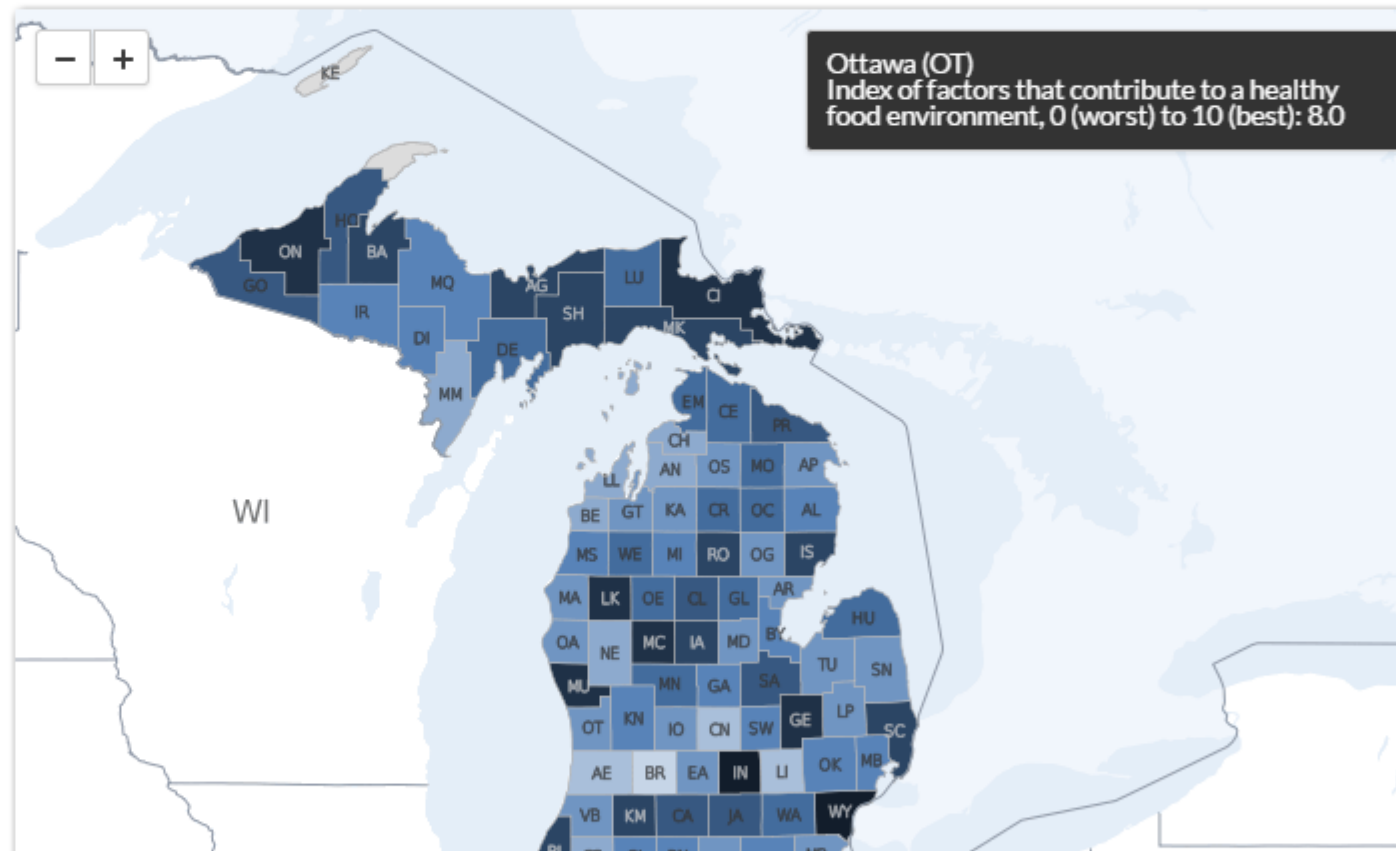 − +
Ottawa (OT)
Index of factors that contribute to a healthy
food environment, 0 (worst) to 10 (best): 8.0
KE
HO
ON
BA
GO
MQ
AG
LU
CI
IR
SH
DI
MK
DE
MM
EM
CE
PR
CH
AN
OS
MO
AP
LL
WI
BE
GT
KA
CR
OC
AL
MS
WE
MI
RO
OG
IS
MA
LK
OE
CL
GL
AR
HU
OA
NE
MC
IA
MD
BY
TU
SN
MU
MN
GA
SA
OT
KN
IO
CN
SW
GE
LP
SC
AE
BR
EA
IN
LI
OK
MB
VB
KM
CA
JA
WA
WY